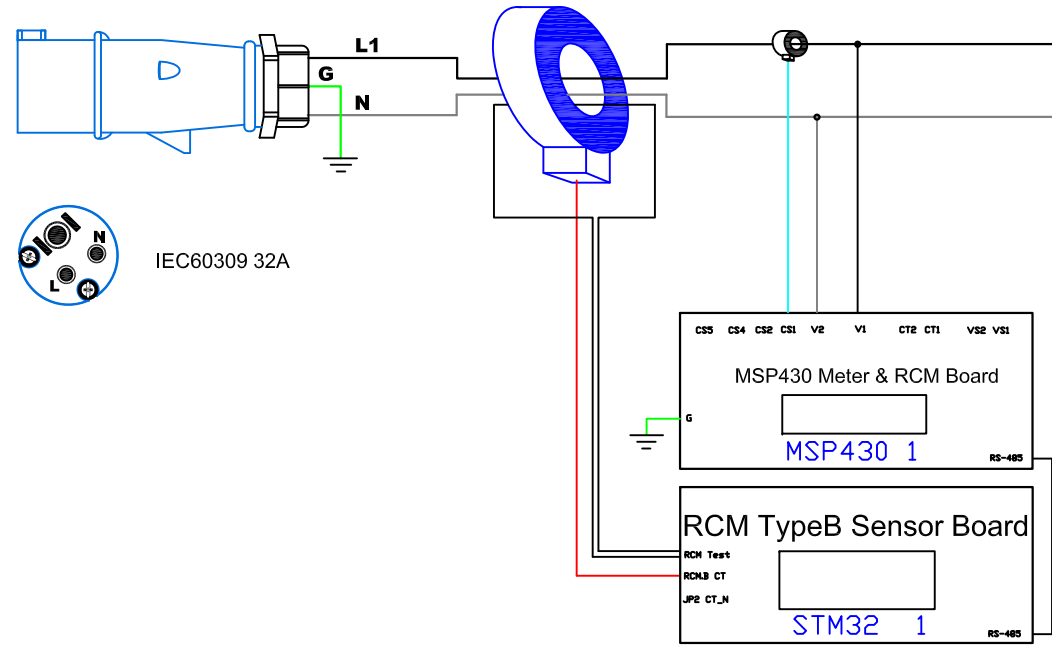 L1
G
N
N
L
IEC60309 32A
CS5 CS4 CS2 CS1 V2 V1 CT2 CT1 VS2 VS1
MSP430 Meter & RCM Board
G
MSP430 1
RS-485
RCM TypeB Sensor Board
RCM Test
RCM.B CT
JP2 CT_N
STM32 1
RS-485